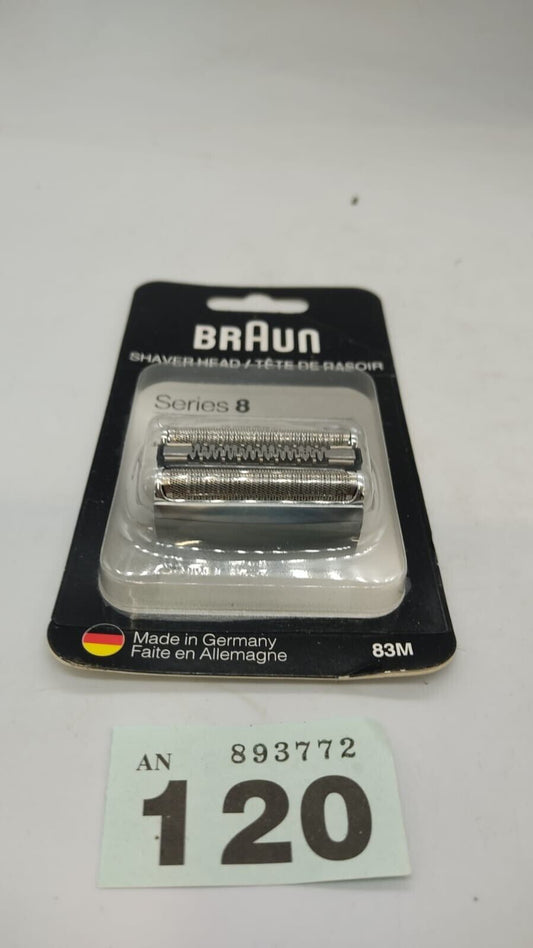 BRAUN
SHAVER HEAD / TÊTE DE RASOIR
Series 8
Made in Germany
Faite en Allemagne
83M
AN 893772
120